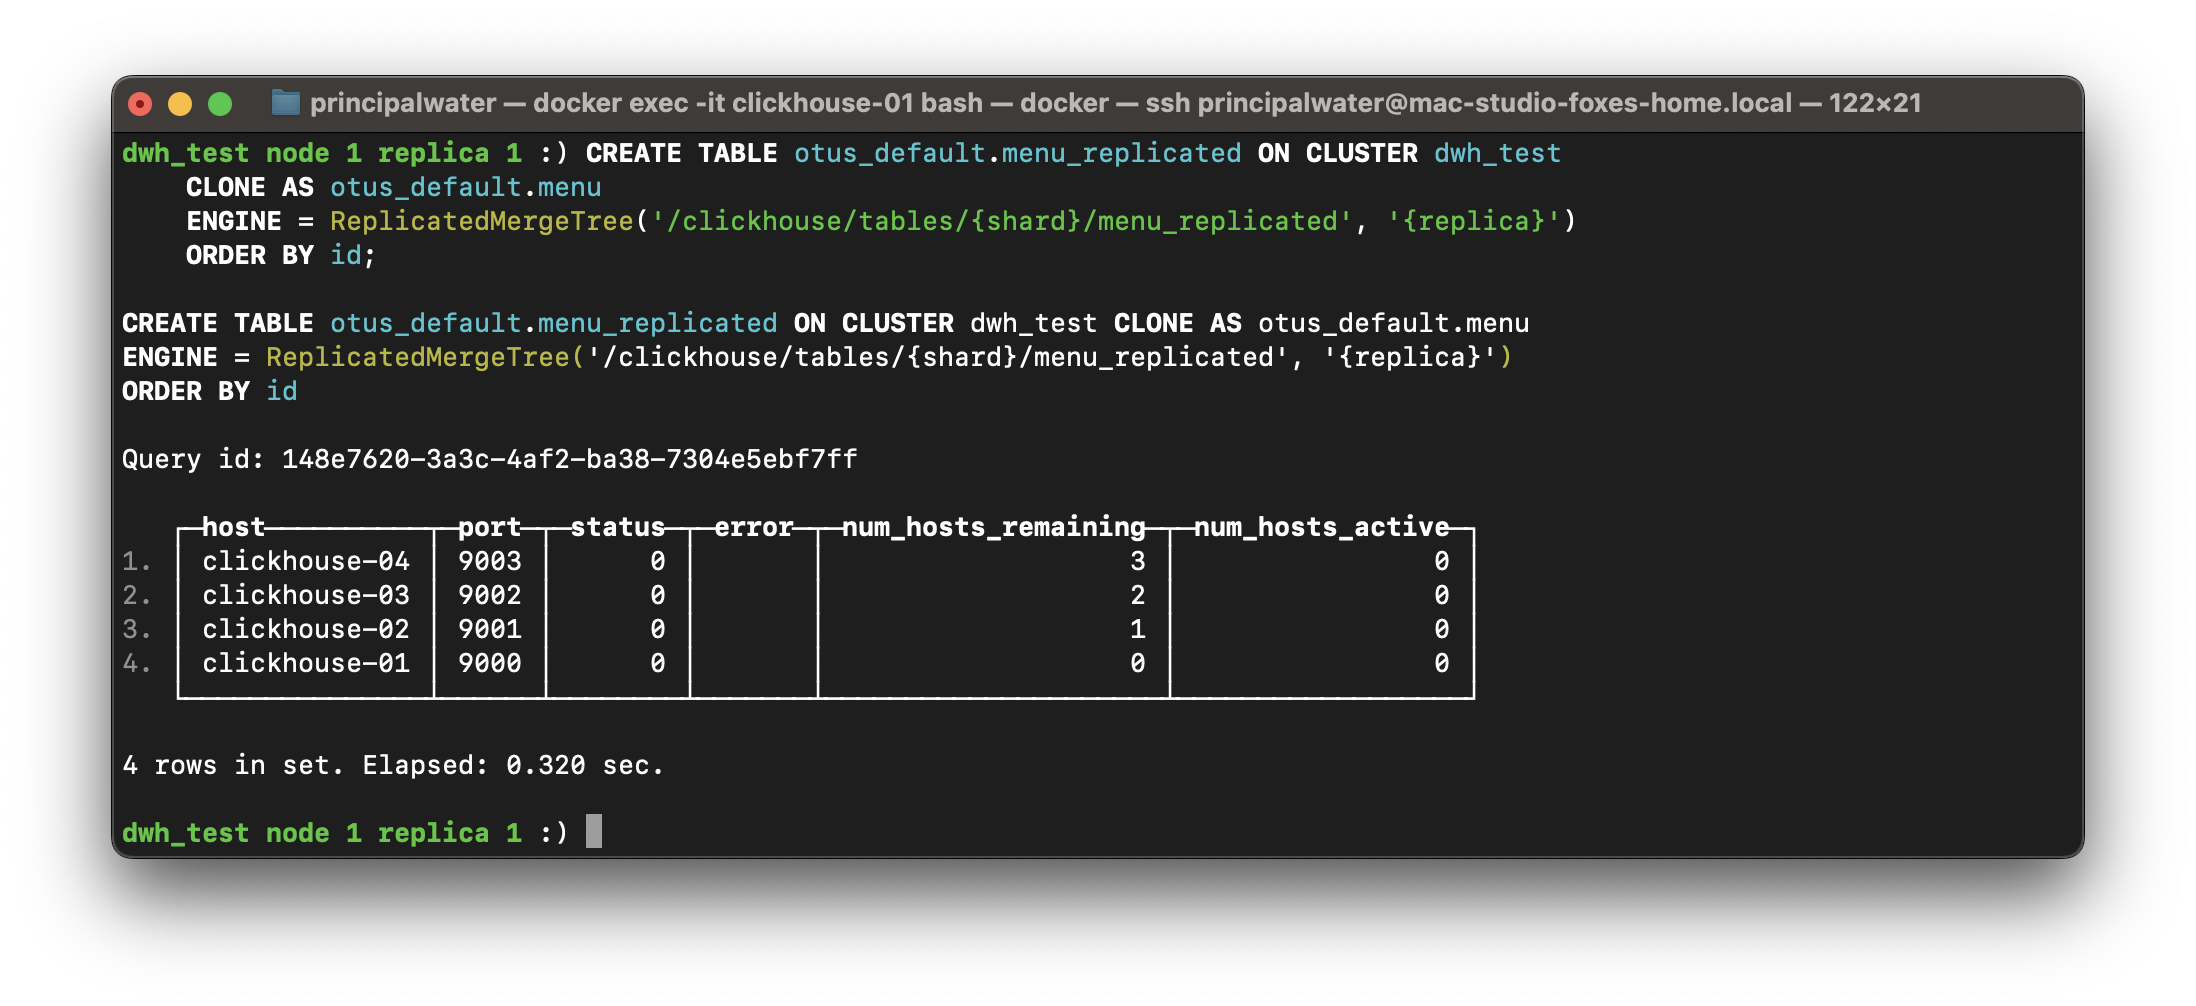 principalwater — docker exec -it clickhouse-01 bash — docker — ssh principalwater@mac-studio-foxes-home.local — 122×21
dwh_test node 1 replica 1 :) CREATE TABLE otus_default.menu_replicated ON CLUSTER dwh_test
    CLONE AS otus_default.menu
    ENGINE = ReplicatedMergeTree('/clickhouse/tables/{shard}/menu_replicated', '{replica}')
    ORDER BY id;
CREATE TABLE otus_default.menu_replicated ON CLUSTER dwh_test CLONE AS otus_default.menu
ENGINE = ReplicatedMergeTree('/clickhouse/tables/{shard}/menu_replicated', '{replica}')
ORDER BY id
Query id: 148e7620-3a3c-4af2-ba38-7304e5ebf7ff
host port status error num_hosts_remaining num_hosts_active
1. clickhouse-04 9003 0 3 0
2. clickhouse-03 9002 0 2 0
3. clickhouse-02 9001 0 1 0
4. clickhouse-01 9000 0 0 0
4 rows in set. Elapsed: 0.320 sec.
dwh_test node 1 replica 1 :)